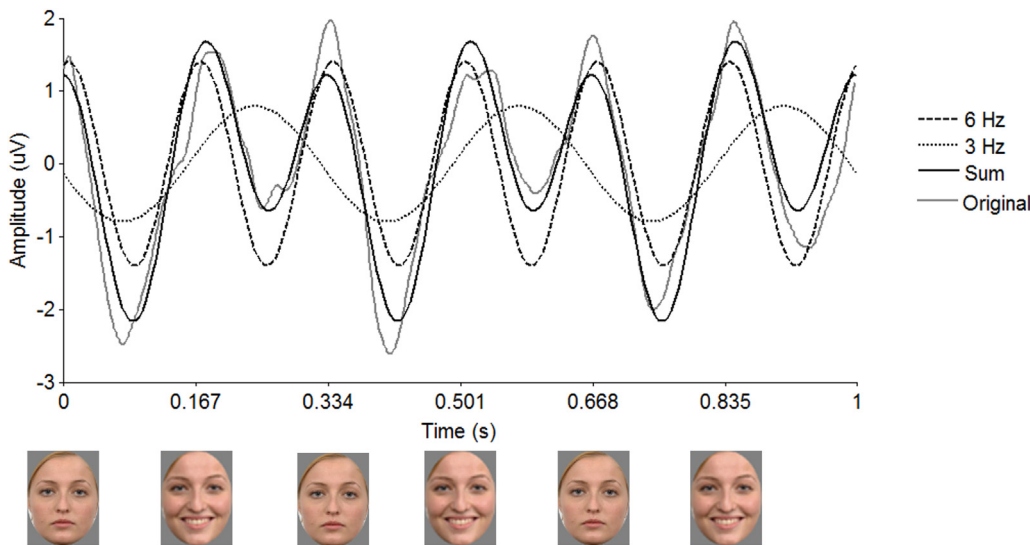 2
1
0
-1
-2
-3
Amplitude (uV)
0 0.167 0.334 0.501 0.668 0.835 1
Time (s)
6 Hz
3 Hz
Sum
Original